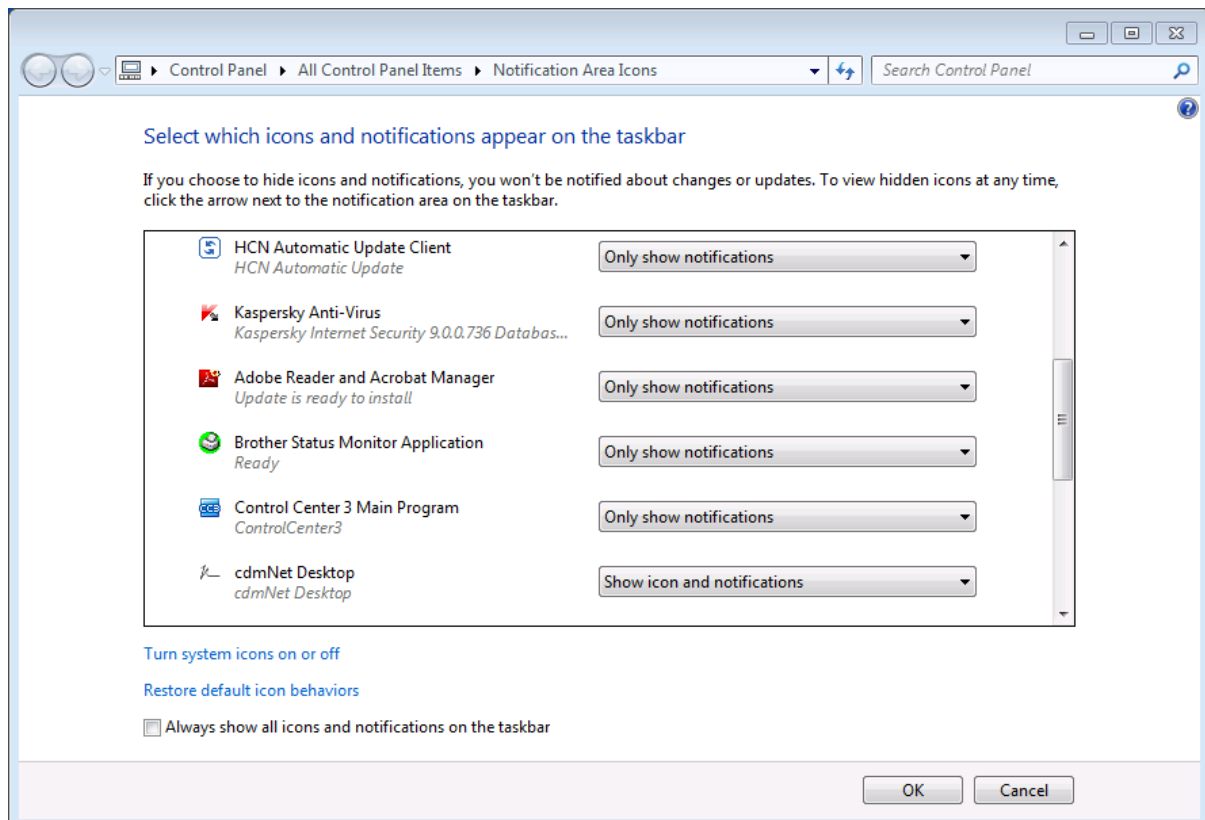 Control Panel ▸ All Control Panel Items ▸ Notification Area Icons
Search Control Panel
Select which icons and notifications appear on the taskbar
If you choose to hide icons and notifications, you won't be notified about changes or updates. To view hidden icons at any time,
click the arrow next to the notification area on the taskbar.
HCN Automatic Update Client
HCN Automatic Update
Only show notifications
Kaspersky Anti-Virus
Kaspersky Internet Security 9.0.0.736 Databas...
Only show notifications
Adobe Reader and Acrobat Manager
Update is ready to install
Only show notifications
Brother Status Monitor Application
Ready
Only show notifications
Control Center 3 Main Program
ControlCenter3
Only show notifications
cdmNet Desktop
cdmNet Desktop
Show icon and notifications
Turn system icons on or off
Restore default icon behaviors
Always show all icons and notifications on the taskbar
OK
Cancel